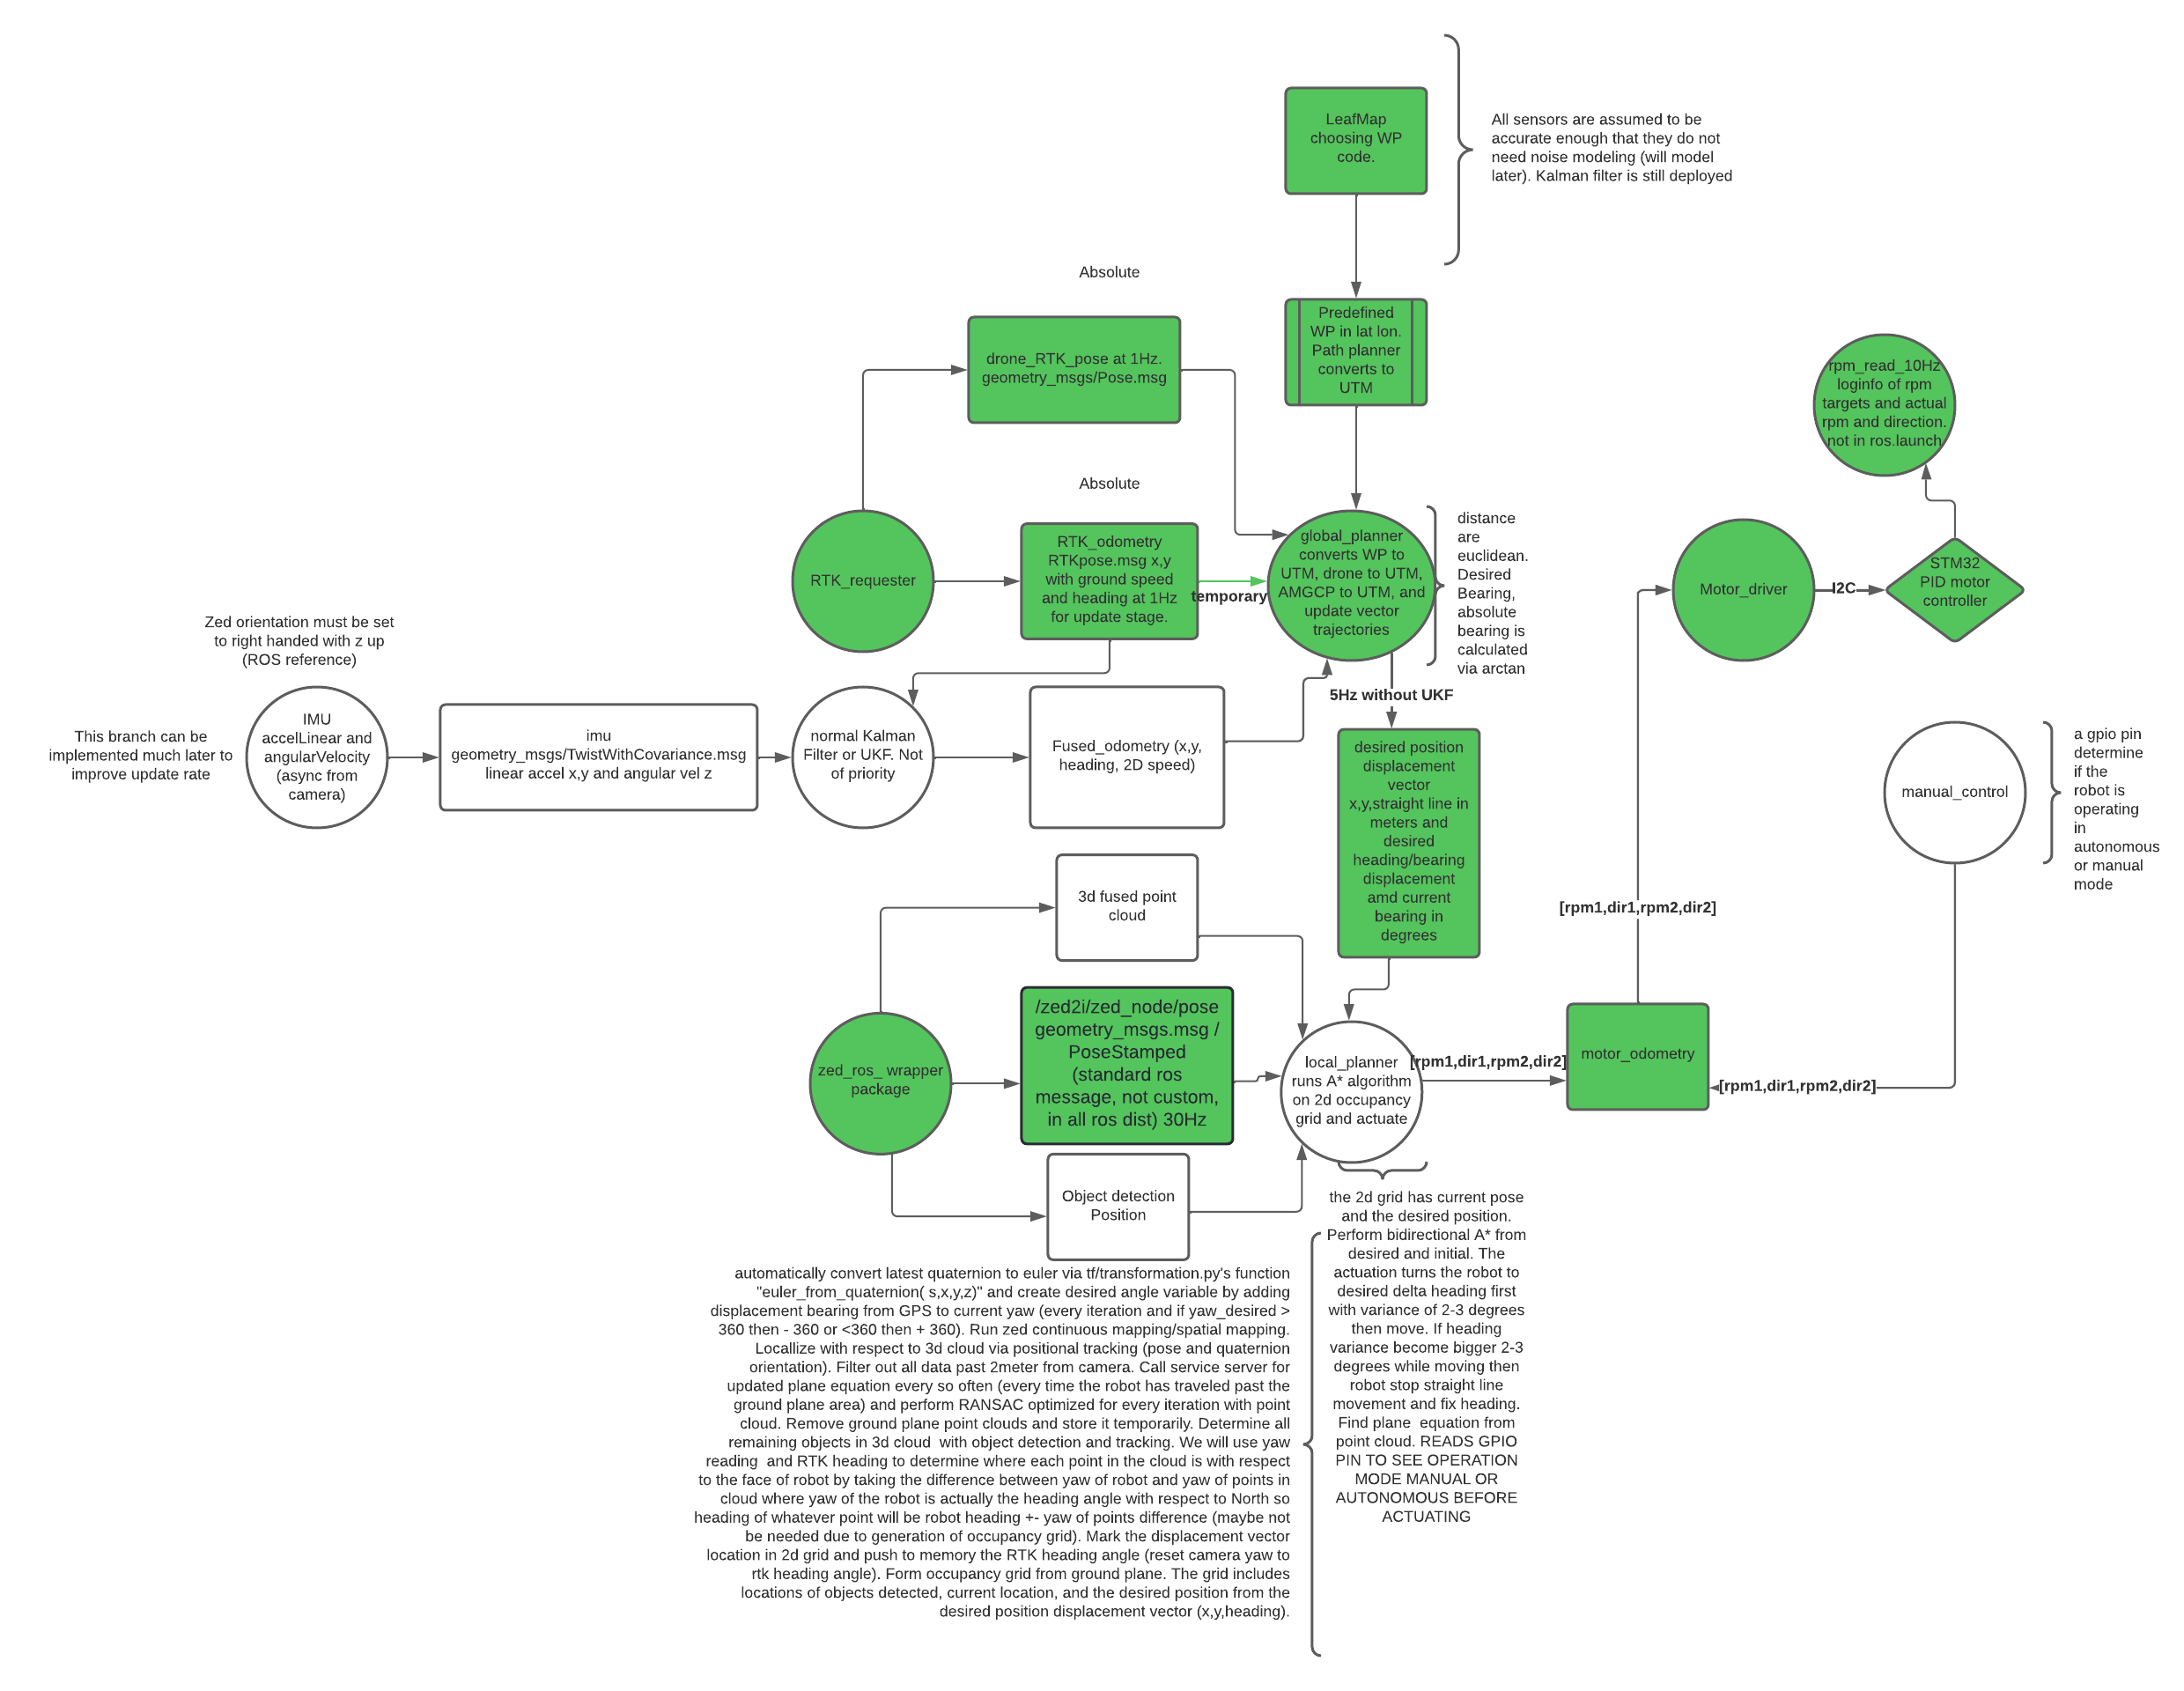 LeafMap
choosing WP
code.
All sensors are assumed to be
accurate enough that they do not
need noise modeling (will model
later). Kalman filter is still deployed
Absolute
drone_RTK_pose at 1Hz.
geometry_msgs/Pose.msg
Predefined
WP in lat lon.
Path planner
converts to
UTM
rpm_read_10Hz
loginfo of rpm
targets and actual
rpm and direction.
not in ros.launch
Absolute
RTK_requester
RTK_odometry
RTKpose.msg x,y
with ground speed
and heading at 1Hz
for update stage.
temporary
global_planner
converts WP to
UTM, drone to UTM,
AMGCP to UTM, and
update vector
trajectories
distance
are
euclidean.
Desired
Bearing,
absolute
bearing is
calculated
via arctan
Motor_driver
I2C
STM32
PID motor
controller
Zed orientation must be set
to right handed with z up
(ROS reference)
This branch can be
implemented much later to
improve update rate
IMU
accelLinear and
angularVelocity
(async from
camera)
imu
geometry_msgs/TwistWithCovariance.msg
linear accel x,y and angular vel z
normal Kalman
Filter or UKF. Not
of priority
Fused_odometry (x,y,
heading, 2D speed)
5Hz without UKF
desired position
displacement
vector
x,y,straight line in
meters and
desired
heading/bearing
displacement
amd current
bearing in
degrees
manual_control
a gpio pin
determine
if the
robot is
operating
in
autonomous
or manual
mode
3d fused point
cloud
[rpm1,dir1,rpm2,dir2]
zed_ros_ wrapper
package
/zed2i/zed_node/pose
geometry_msgs.msg /
PoseStamped
(standard ros
message, not custom,
in all ros dist) 30Hz
local_planner
runs A* algorithm
on 2d occupancy
grid and actuate
[rpm1,dir1,rpm2,dir2]
motor_odometry
[rpm1,dir1,rpm2,dir2]
Object detection
Position
the 2d grid has current pose
and the desired position.
Perform bidirectional A* from
desired and initial. The
actuation turns the robot to
desired delta heading first
with variance of 2-3 degrees
then move. If heading
variance become bigger 2-3
degrees while moving then
robot stop straight line
movement and fix heading.
Find plane  equation from
point cloud. READS GPIO
PIN TO SEE OPERATION
MODE MANUAL OR
AUTONOMOUS BEFORE
ACTUATING
automatically convert latest quaternion to euler via tf/transformation.py's function
"euler_from_quaternion( s,x,y,z)" and create desired angle variable by adding
displacement bearing from GPS to current yaw (every iteration and if yaw_desired >
360 then - 360 or <360 then + 360). Run zed continuous mapping/spatial mapping.
Locallize with respect to 3d cloud via positional tracking (pose and quaternion
orientation). Filter out all data past 2meter from camera. Call service server for
updated plane equation every so often (every time the robot has traveled past the
ground plane area) and perform RANSAC optimized for every iteration with point
cloud. Remove ground plane point clouds and store it temporarily. Determine all
remaining objects in 3d cloud  with object detection and tracking. We will use yaw
reading  and RTK heading to determine where each point in the cloud is with respect
to the face of robot by taking the difference between yaw of robot and yaw of points in
cloud where yaw of the robot is actually the heading angle with respect to North so
heading of whatever point will be robot heading +- yaw of points difference (maybe not
be needed due to generation of occupancy grid). Mark the displacement vector
location in 2d grid and push to memory the RTK heading angle (reset camera yaw to
rtk heading angle). Form occupancy grid from ground plane. The grid includes
locations of objects detected, current location, and the desired position from the
desired position displacement vector (x,y,heading).